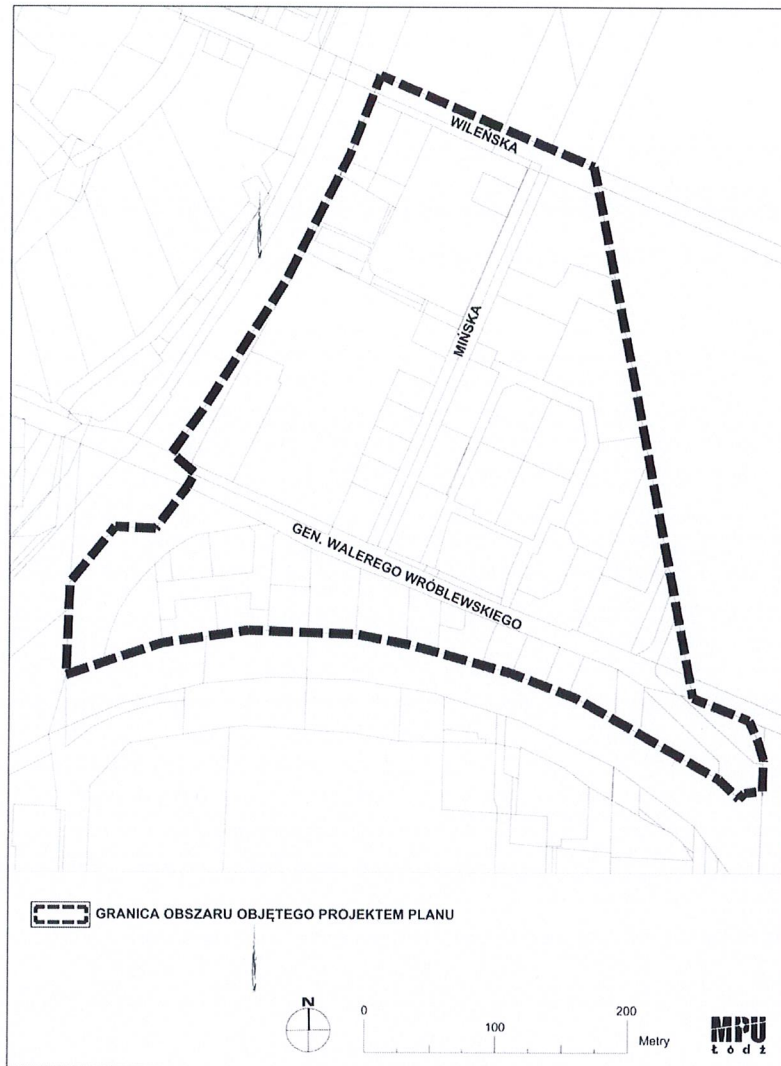 WILEŃSKA
MIŃSKA
GEN. WALEREGO WRÓBLEWSKIEGO
GRANICA OBSZARU OBJĘTEGO PROJEKTEM PLANU
N
0 100 200
Metry
MPU
Łódź